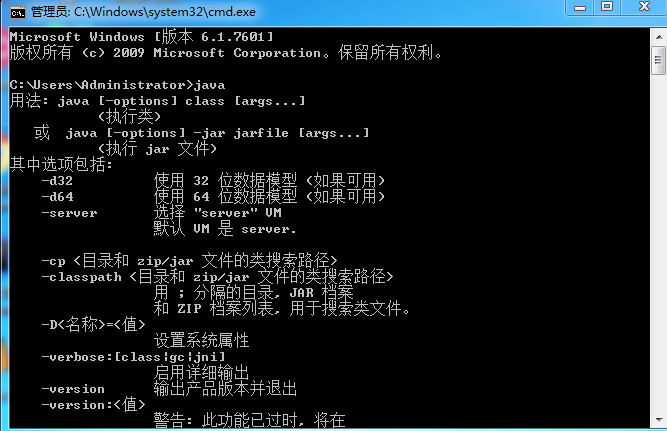 管理员: C:\Windows\system32\cmd.exe
Microsoft Windows [版本 6.1.7601]
版权所有 (c) 2009 Microsoft Corporation。保留所有权利。
C:\Users\Administrator>java
用法: java [-options] class [args...]
(执行类)
或 java [-options] -jar jarfile [args...]
(执行 jar 文件)
其中选项包括:
-d32 使用 32 位数据模型 (如果可用)
-d64 使用 64 位数据模型 (如果可用)
-server 选择 "server" VM
默认 VM 是 server.
-cp <目录和 zip/jar 文件的类搜索路径>
-classpath <目录和 zip/jar 文件的类搜索路径>
用 ; 分隔的目录, JAR 档案
和 ZIP 档案列表, 用于搜索类文件。
-D<名称>=<值>
设置系统属性
-verbose:[class|gc|jni]
启用详细输出
-version 输出产品版本并退出
-version:<值>
警告: 此功能已过时, 将在